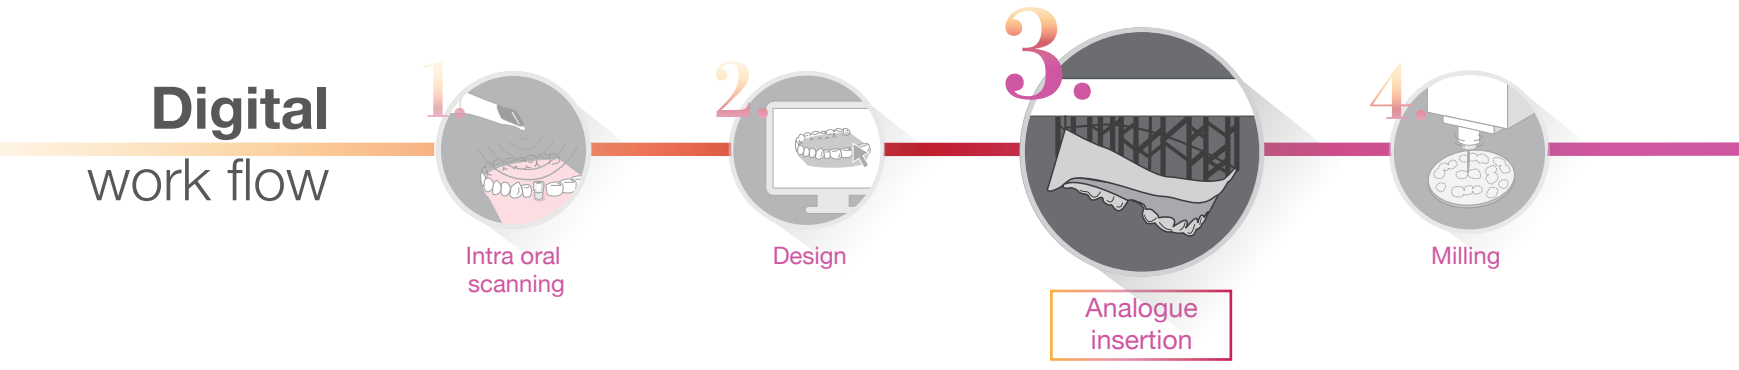 Digital
work flow
1.
Intra oral
scanning
2.
Design
3.
Analogue
insertion
4.
Milling